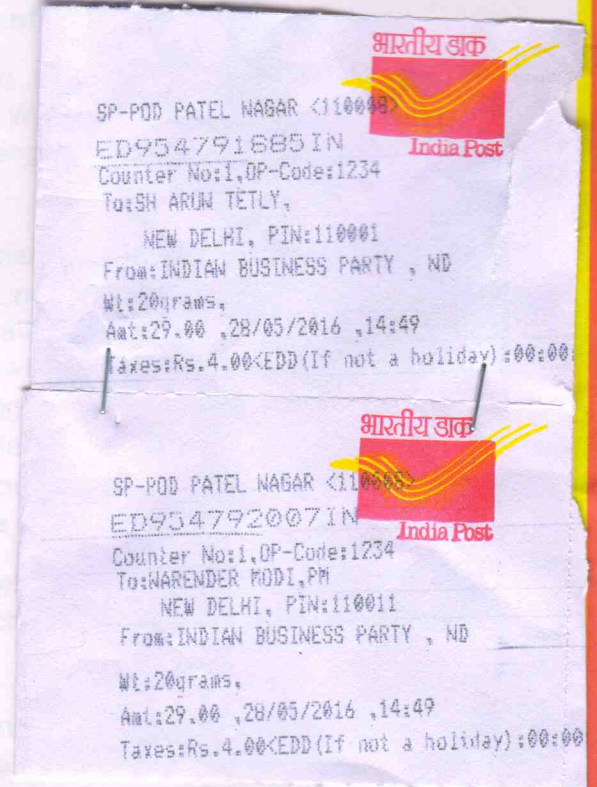 भारतीय डाक
SP-POD PATEL NAGAR <110008>
India Post
ED954791685IN
Counter No:1,OP-Code:1234
To:SH ARUN TETLY,
NEW DELHI, PIN:110001
From:INDIAN BUSINESS PARTY , ND
Wt:20grams,
Amt:29.00 ,28/05/2016 ,14:49
Taxes:Rs.4.00<EDD(If not a holiday):00:00:
भारतीय डाक
SP-POD PATEL NAGAR <110008>
ED954792007IN
India Post
Counter No:1,OP-Code:1234
To:NARENDER MODI,PM
NEW DELHI, PIN:110011
From:INDIAN BUSINESS PARTY , ND
Wt:20grams,
Amt:29.00 ,28/05/2016 ,14:49
Taxes:Rs.4.00<EDD(If not a holiday):00:00